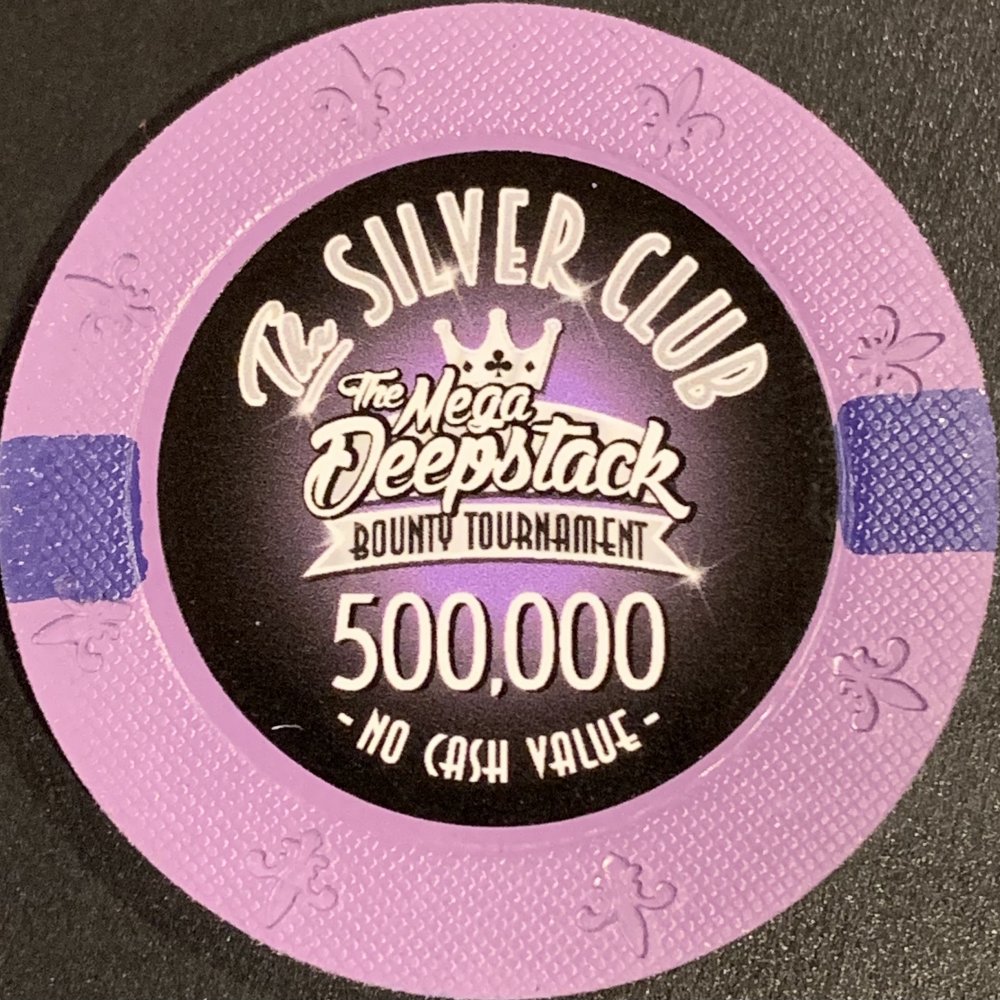 The SILVER CLUB
The Mega
Deepstack
BOUNTY TOURNAMENT
500,000
- NO CASH VALUE -